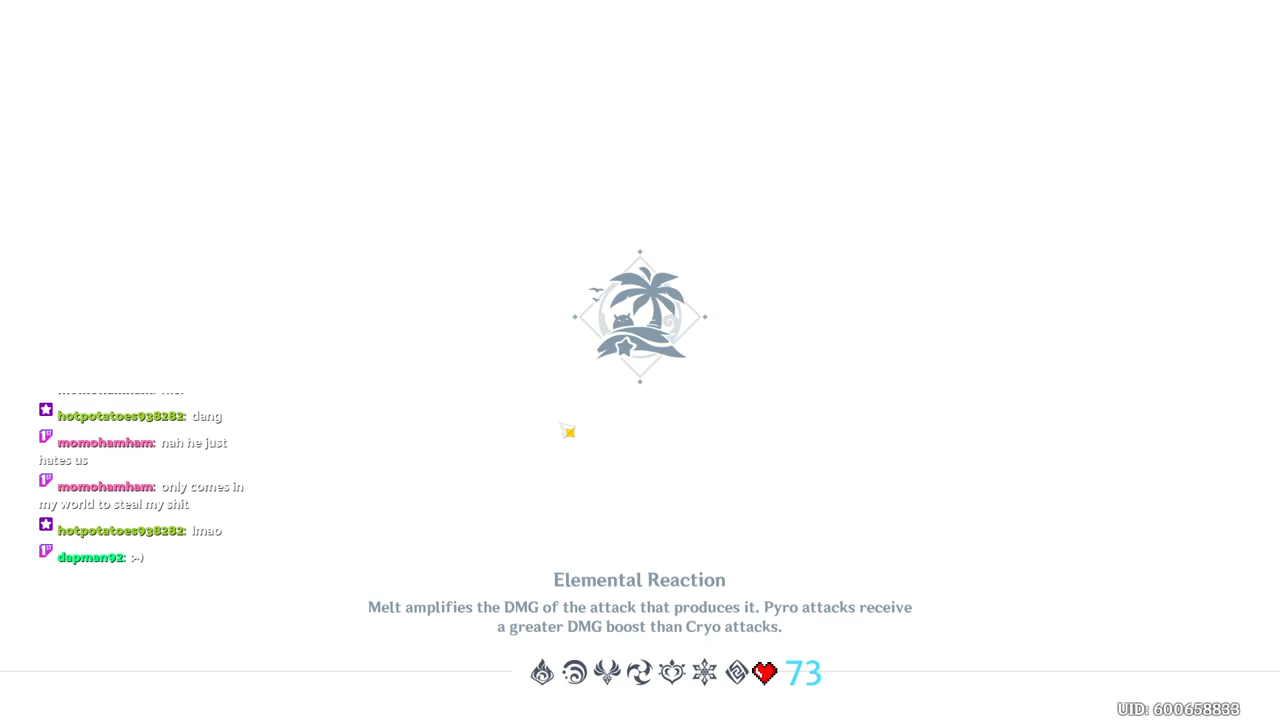 hotpotatoes938282: dang
momohamham: nah he just
hates us
momohamham: only comes in
my world to steal my shit
hotpotatoes938282: lmao
dapman92: :-)
Elemental Reaction
Melt amplifies the DMG of the attack that produces it. Pyro attacks receive
a greater DMG boost than Cryo attacks.
73
UID: 600658833